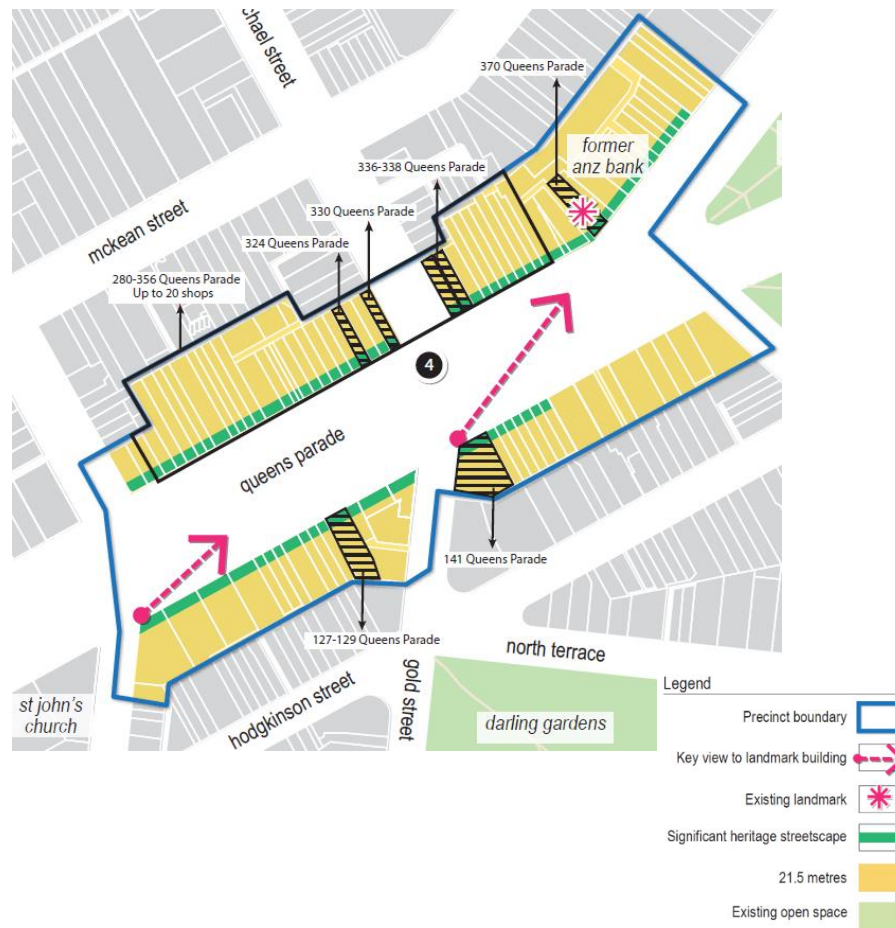 chael street
370 Queens Parade
former
anz bank
336-338 Queens Parade
330 Queens Parade
mckean street
324 Queens Parade
280-356 Queens Parade
Up to 20 shops
4
queens parade
141 Queens Parade
127-129 Queens Parade
north terrace
st john's
church
hodgkinson street
gold street
darling gardens
Legend
Precinct boundary
Key view to landmark building
Existing landmark
Significant heritage streetscape
21.5 metres
Existing open space